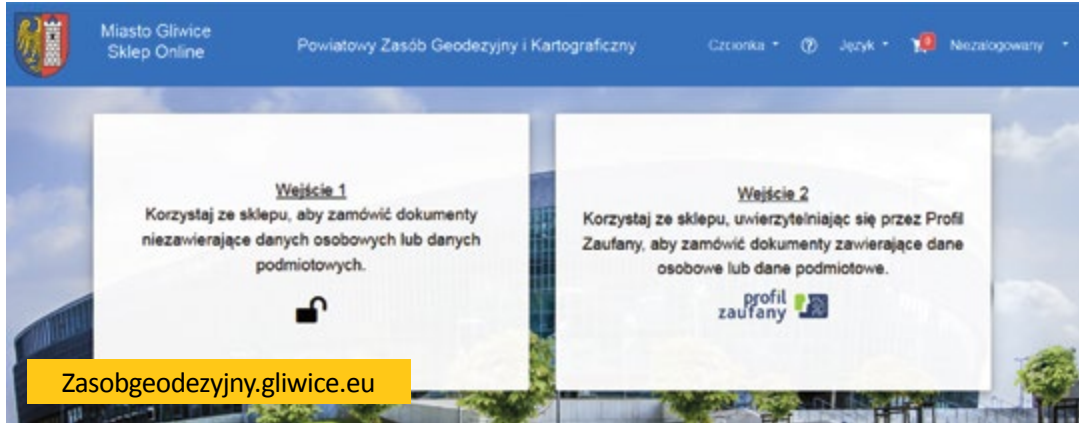 Miasto Gliwice
Sklep Online
Powiatowy Zasób Geodezyjny i Kartograficzny
Czcionka
Język
0
Niezalogowany
Wejście 1
Korzystaj ze sklepu, aby zamówić dokumenty
niezawierające danych osobowych lub danych
podmiotowych.
Wejście 2
Korzystaj ze sklepu, uwierzytelniając się przez Profil
Zaufany, aby zamówić dokumenty zawierające dane
osobowe lub dane podmiotowe.
profil
zaufany
Zasobgeodezyjny.gliwice.eu